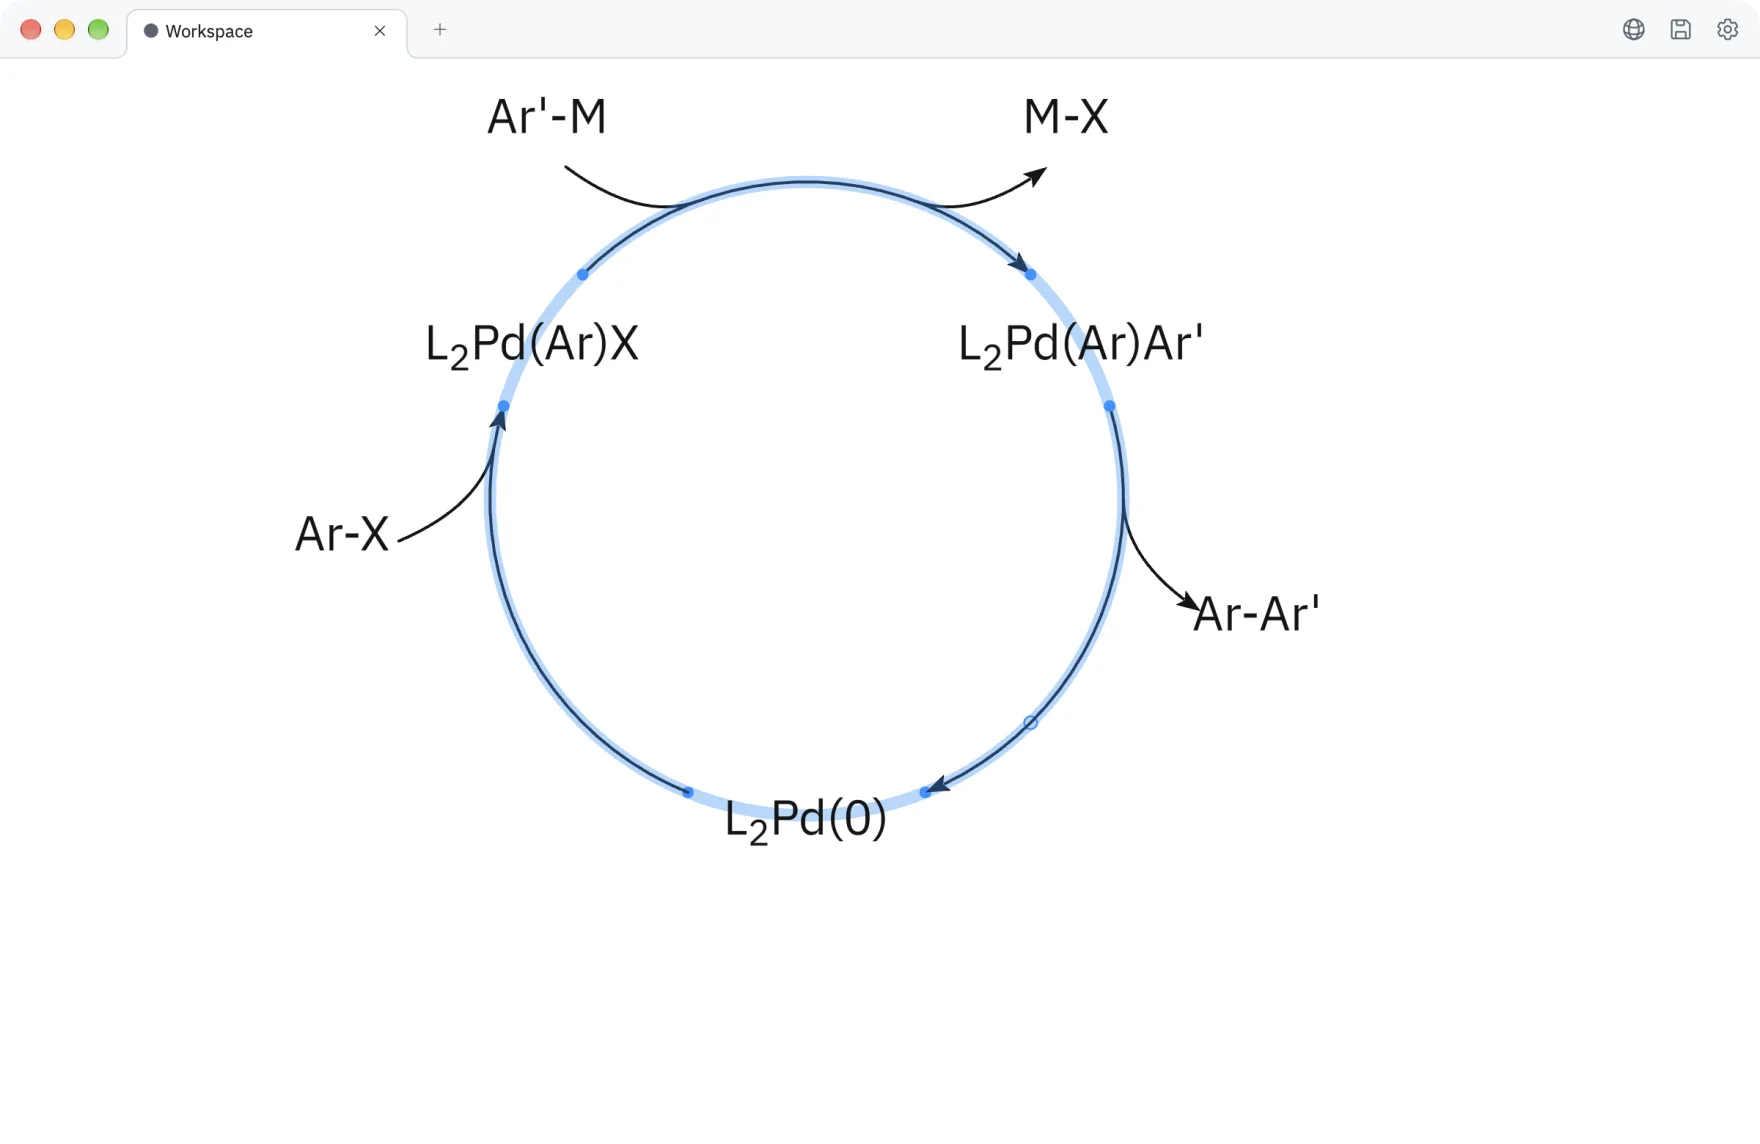 Workspace
Ar'-M
M-X
L₂Pd(Ar)X
L₂Pd(Ar)Ar'
Ar-X
Ar-Ar'
L₂Pd(0)